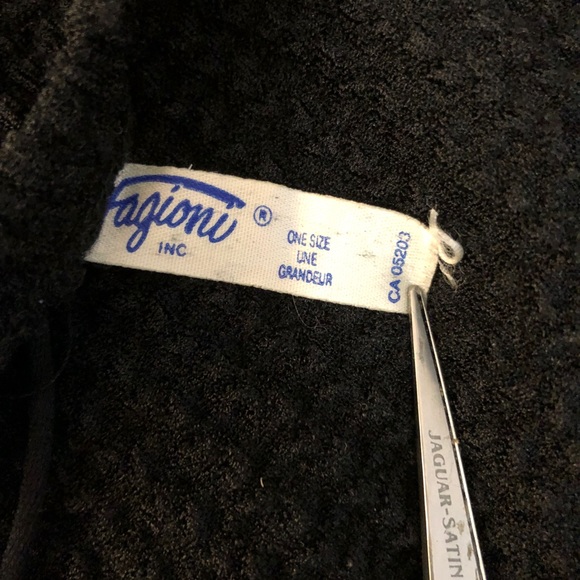 Fagioni ®
INC
ONE SIZE
UNE
GRANDEUR
CA 05203
JAGUAR-SATIN